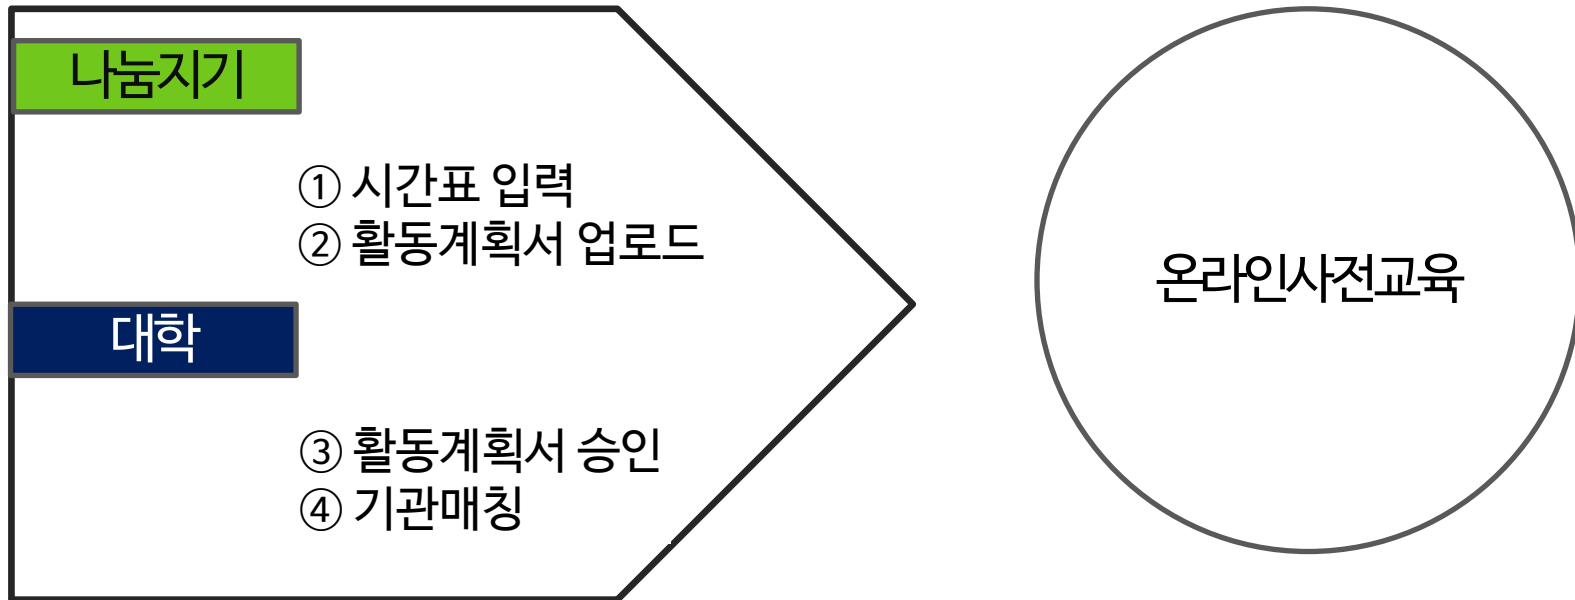 나눔지기
① 시간표 입력
② 활동계획서 업로드
대학
③ 활동계획서 승인
④ 기관매칭
온라인사전교육